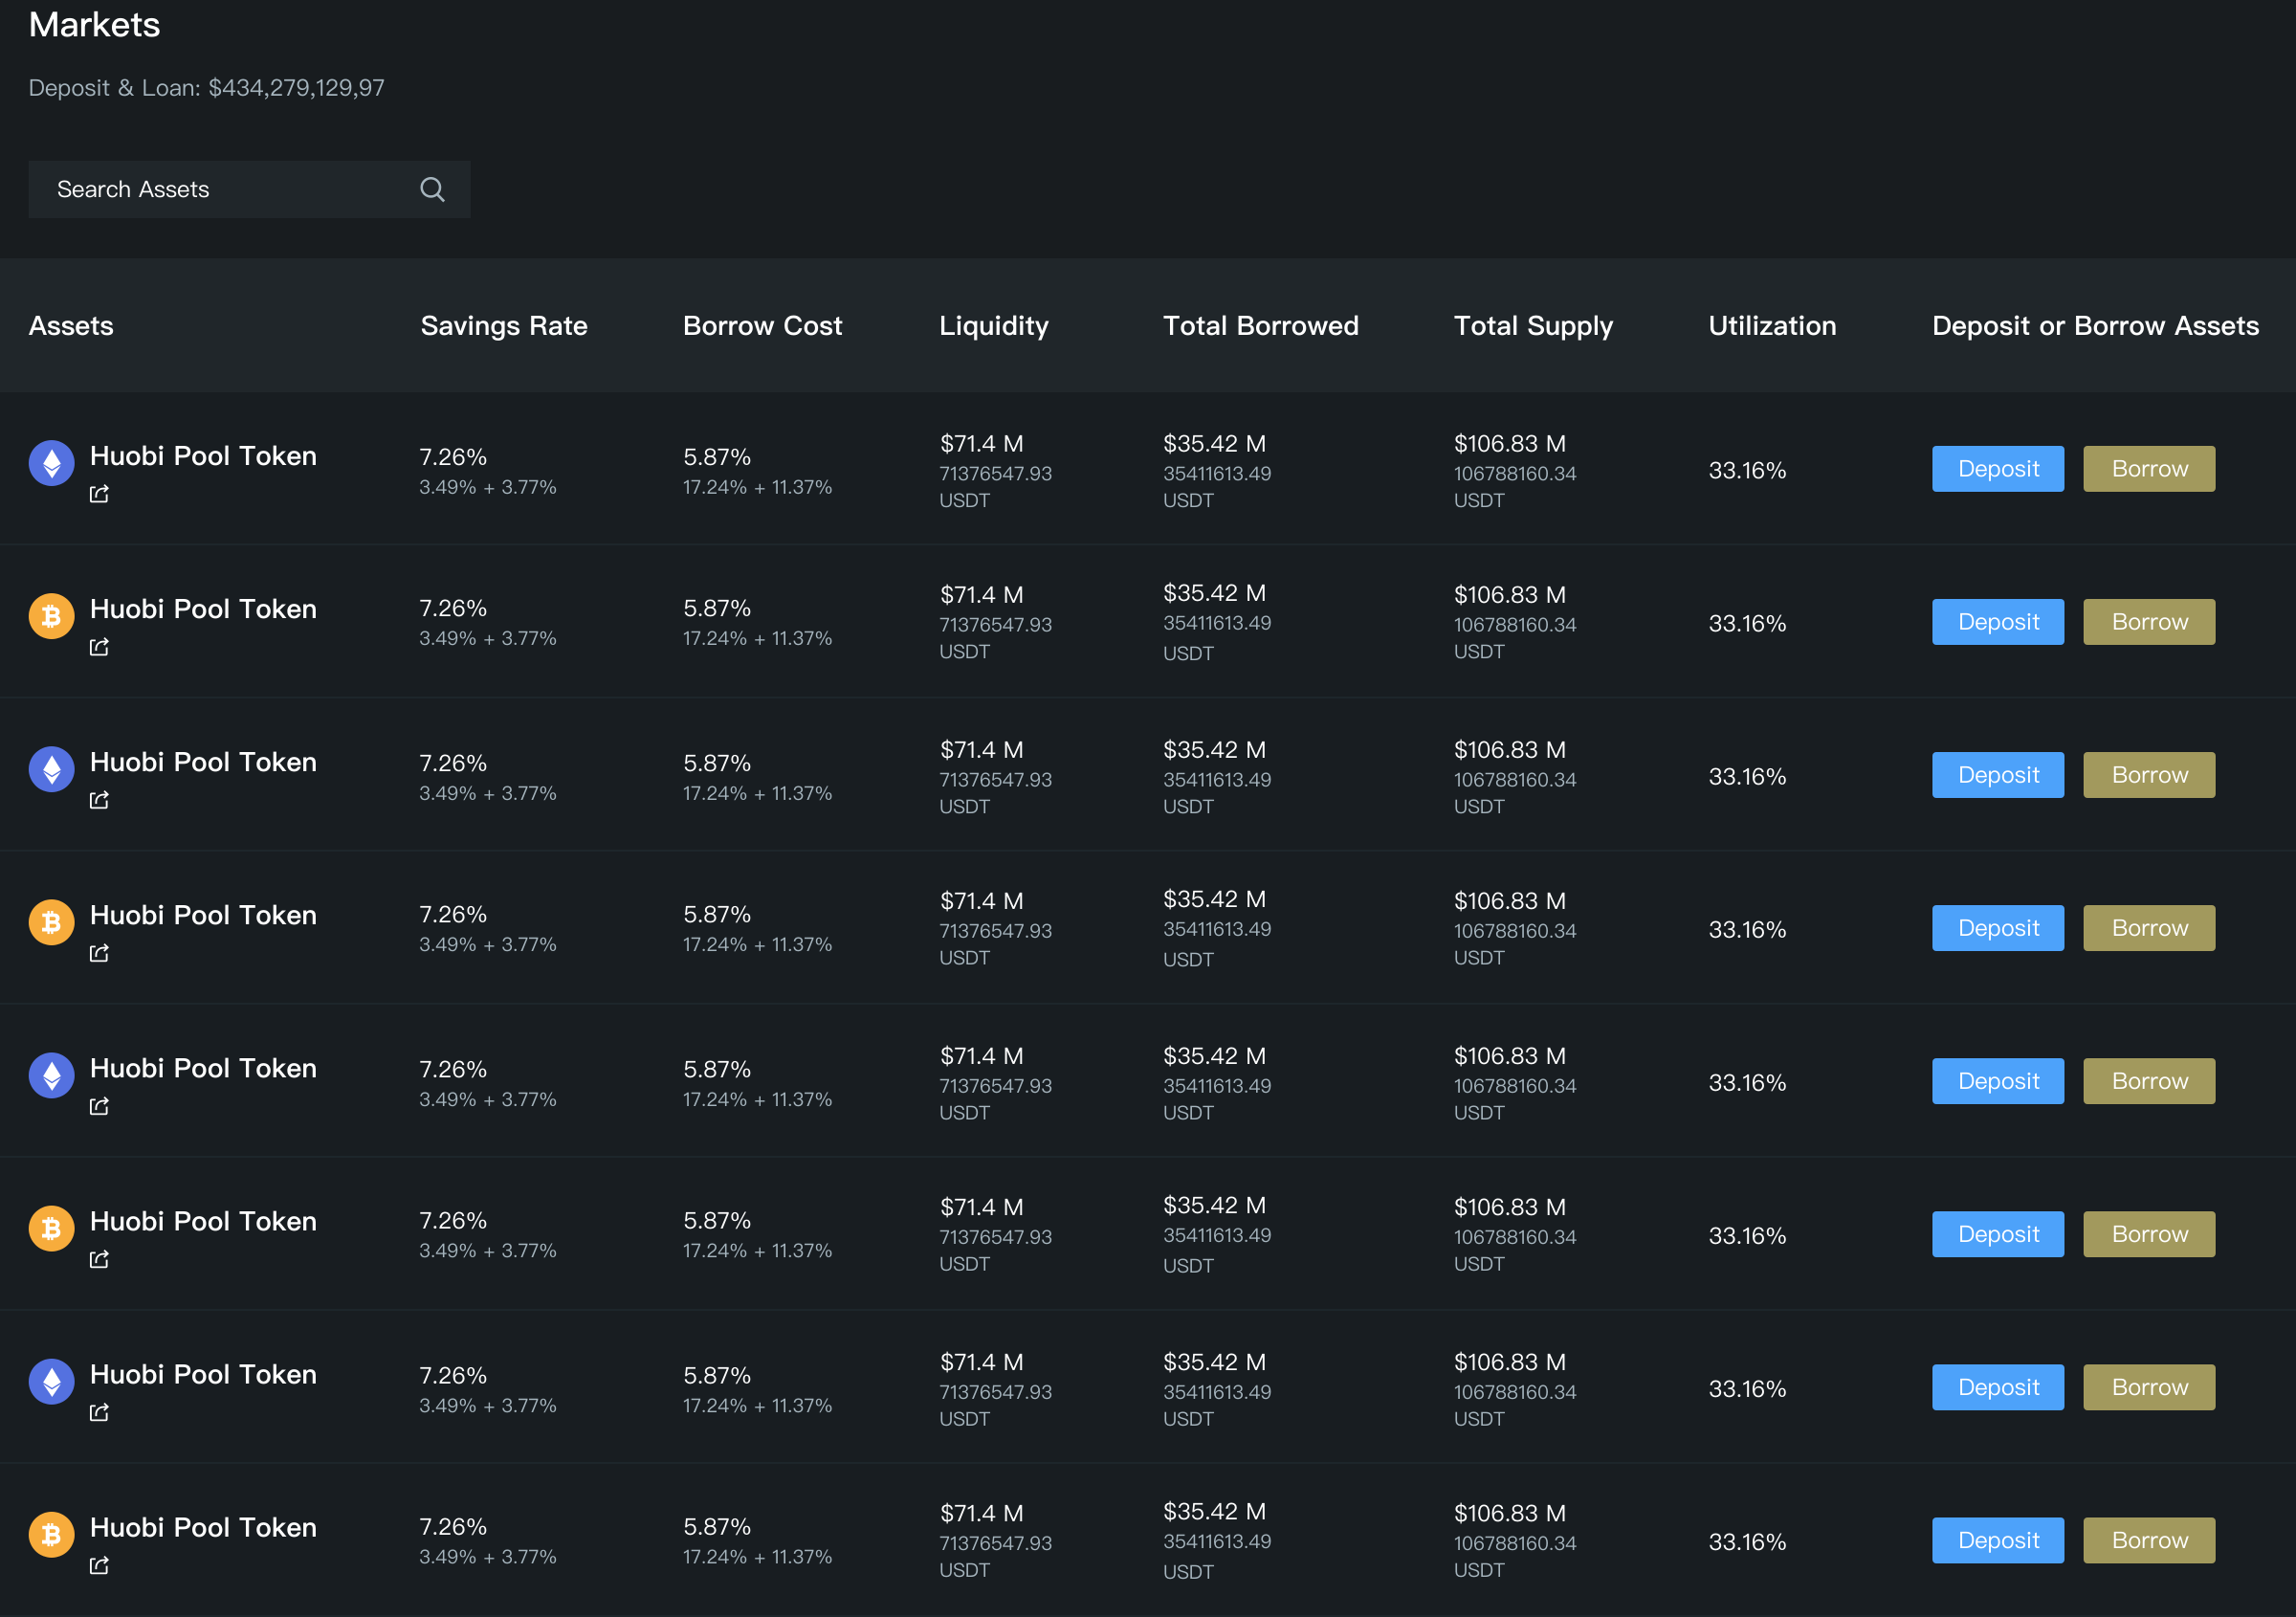 Markets
Deposit & Loan: $434,279,129,97
Search Assets
Assets Savings Rate Borrow Cost Liquidity Total Borrowed Total Supply Utilization Deposit or Borrow Assets
Huobi Pool Token 7.26% 5.87% $71.4 M $35.42 M $106.83 M 33.16% Deposit Borrow
3.49% + 3.77% 17.24% + 11.37% 71376547.93 35411613.49 106788160.34
USDT USDT USDT
Huobi Pool Token 7.26% 5.87% $71.4 M $35.42 M $106.83 M 33.16% Deposit Borrow
3.49% + 3.77% 17.24% + 11.37% 71376547.93 35411613.49 106788160.34
USDT USDT USDT
Huobi Pool Token 7.26% 5.87% $71.4 M $35.42 M $106.83 M 33.16% Deposit Borrow
3.49% + 3.77% 17.24% + 11.37% 71376547.93 35411613.49 106788160.34
USDT USDT USDT
Huobi Pool Token 7.26% 5.87% $71.4 M $35.42 M $106.83 M 33.16% Deposit Borrow
3.49% + 3.77% 17.24% + 11.37% 71376547.93 35411613.49 106788160.34
USDT USDT USDT
Huobi Pool Token 7.26% 5.87% $71.4 M $35.42 M $106.83 M 33.16% Deposit Borrow
3.49% + 3.77% 17.24% + 11.37% 71376547.93 35411613.49 106788160.34
USDT USDT USDT
Huobi Pool Token 7.26% 5.87% $71.4 M $35.42 M $106.83 M 33.16% Deposit Borrow
3.49% + 3.77% 17.24% + 11.37% 71376547.93 35411613.49 106788160.34
USDT USDT USDT
Huobi Pool Token 7.26% 5.87% $71.4 M $35.42 M $106.83 M 33.16% Deposit Borrow
3.49% + 3.77% 17.24% + 11.37% 71376547.93 35411613.49 106788160.34
USDT USDT USDT
Huobi Pool Token 7.26% 5.87% $71.4 M $35.42 M $106.83 M 33.16% Deposit Borrow
3.49% + 3.77% 17.24% + 11.37% 71376547.93 35411613.49 106788160.34
USDT USDT USDT